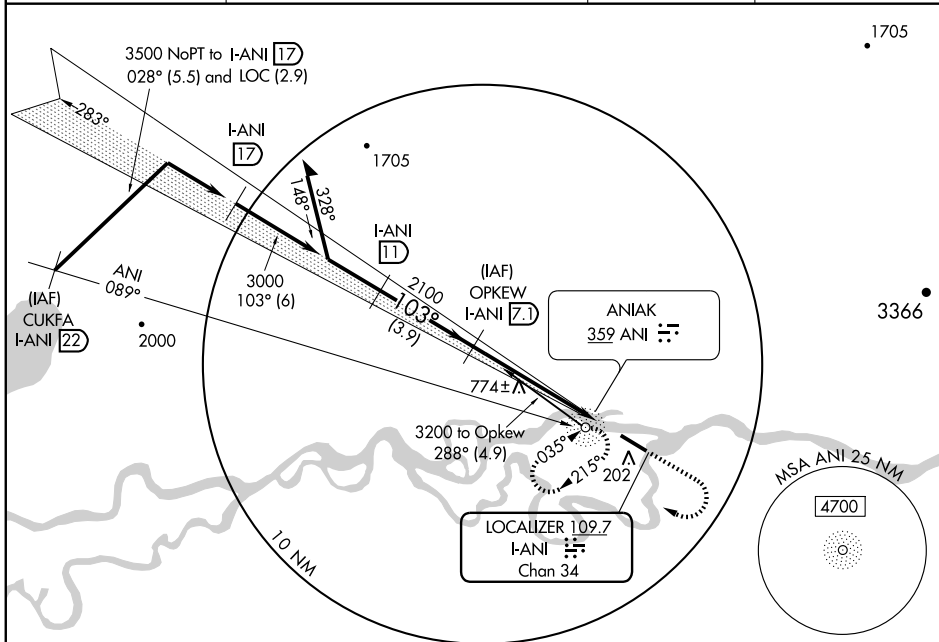 1705
3500 NoPT to I-ANI 17
028° (5.5) and LOC (2.9)
283°
I-ANI
17
1705
328°
148°
I-ANI
11
3000
103° (6)
2100
103°
(3.9)
(IAF)
OPKEW
I-ANI 7.1
ANI
089°
(IAF)
CUKFA
I-ANI 22
2000
ANIAK
359 ANI
3366
774±
3200 to Opkew
288° (4.9)
035°
215°
202
LOCALIZER 109.7
I-ANI
Chan 34
10 NM
MSA ANI 25 NM
4700